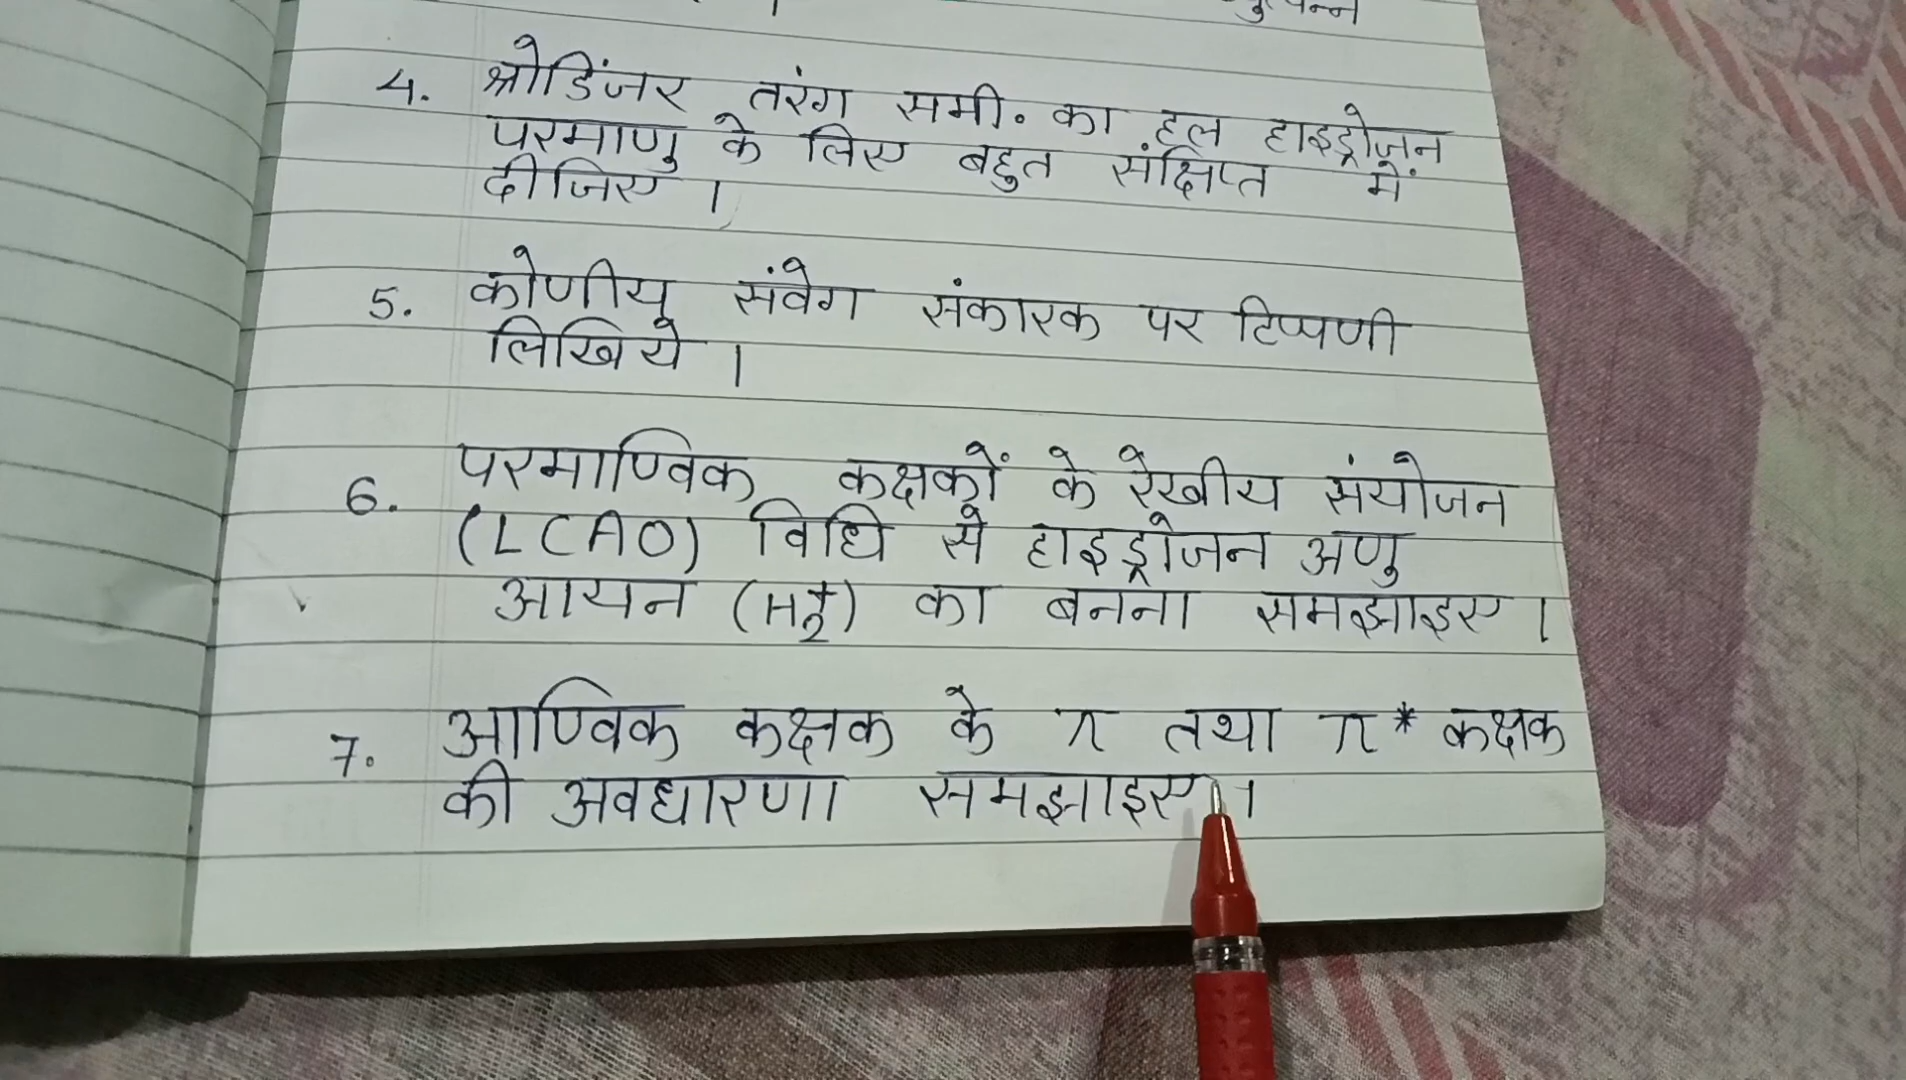 4. श्रोडिंजर तरंग समी. का हल हाइड्रोजन
परमाणु के लिए बहुत संक्षिप्त में
दीजिए ।
5. कोणीय संवेग संकारक पर टिप्पणी
लिखिये ।
6. परमाण्विक कक्षकों के रेखीय संयोजन
(LCAO) विधि से हाइड्रोजन अणु
आयन (H₂⁺) का बनना समझाइए ।
7. आण्विक कक्षक के π तथा π* कक्षक
की अवधारणा समझाइए ।